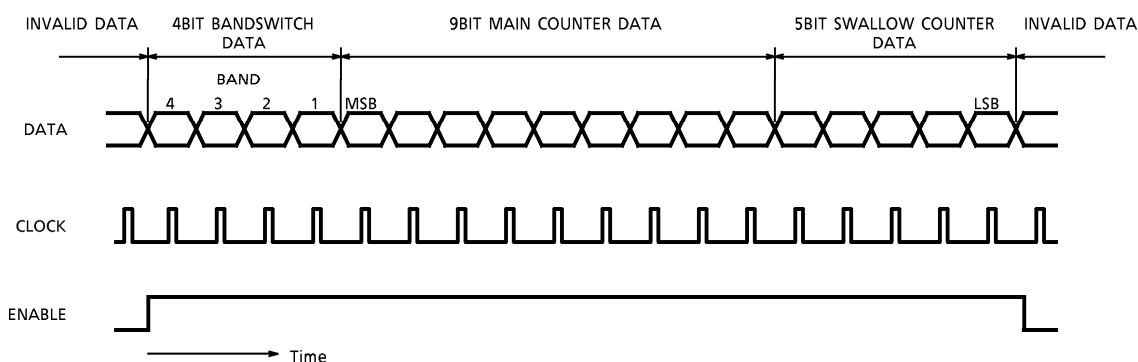 INVALID DATA
4BIT BANDSWITCH
DATA
9BIT MAIN COUNTER DATA
5BIT SWALLOW COUNTER
DATA
INVALID DATA
BAND
4 3 2 1 MSB LSB
DATA
CLOCK
ENABLE
Time